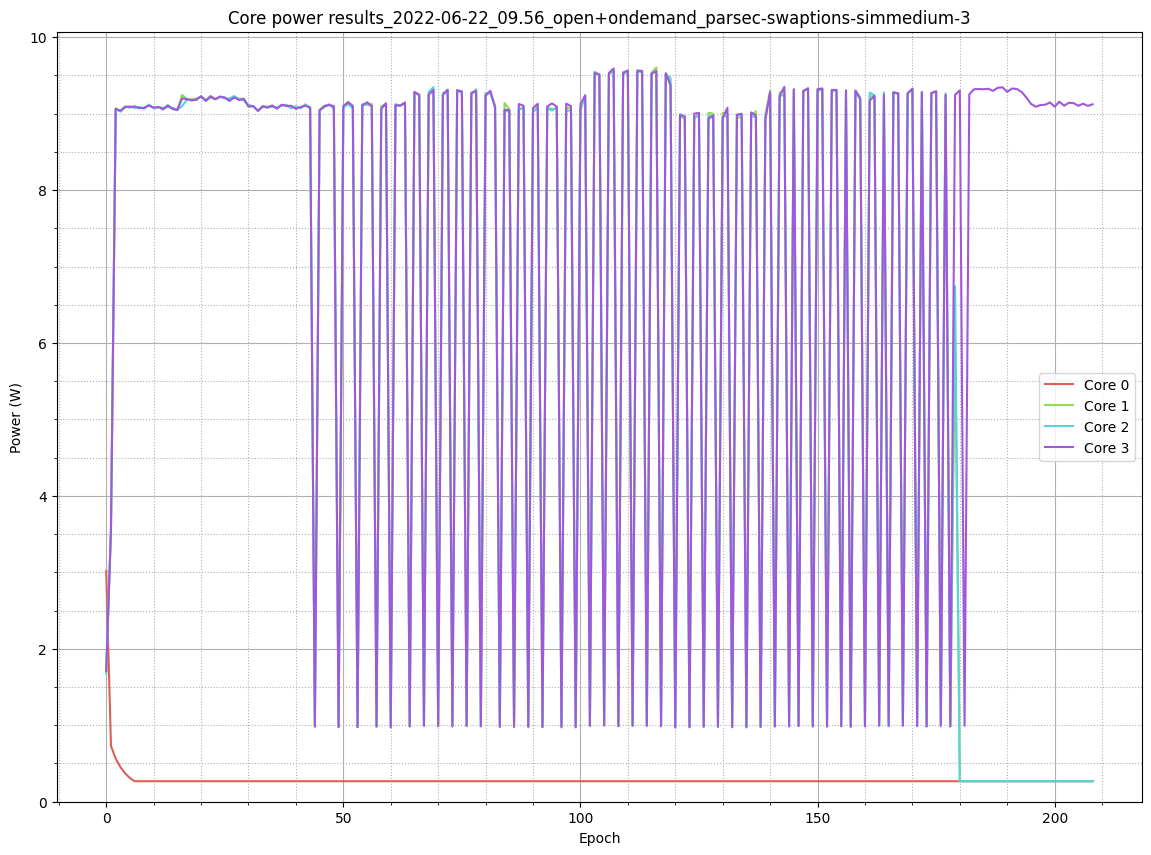 Core power results_2022-06-22_09.56_open+ondemand_parsec-swaptions-simmedium-3
10
8
6
4
2
0
Power (W)
Core 0
Core 1
Core 2
Core 3
0 50 100 150 200
Epoch